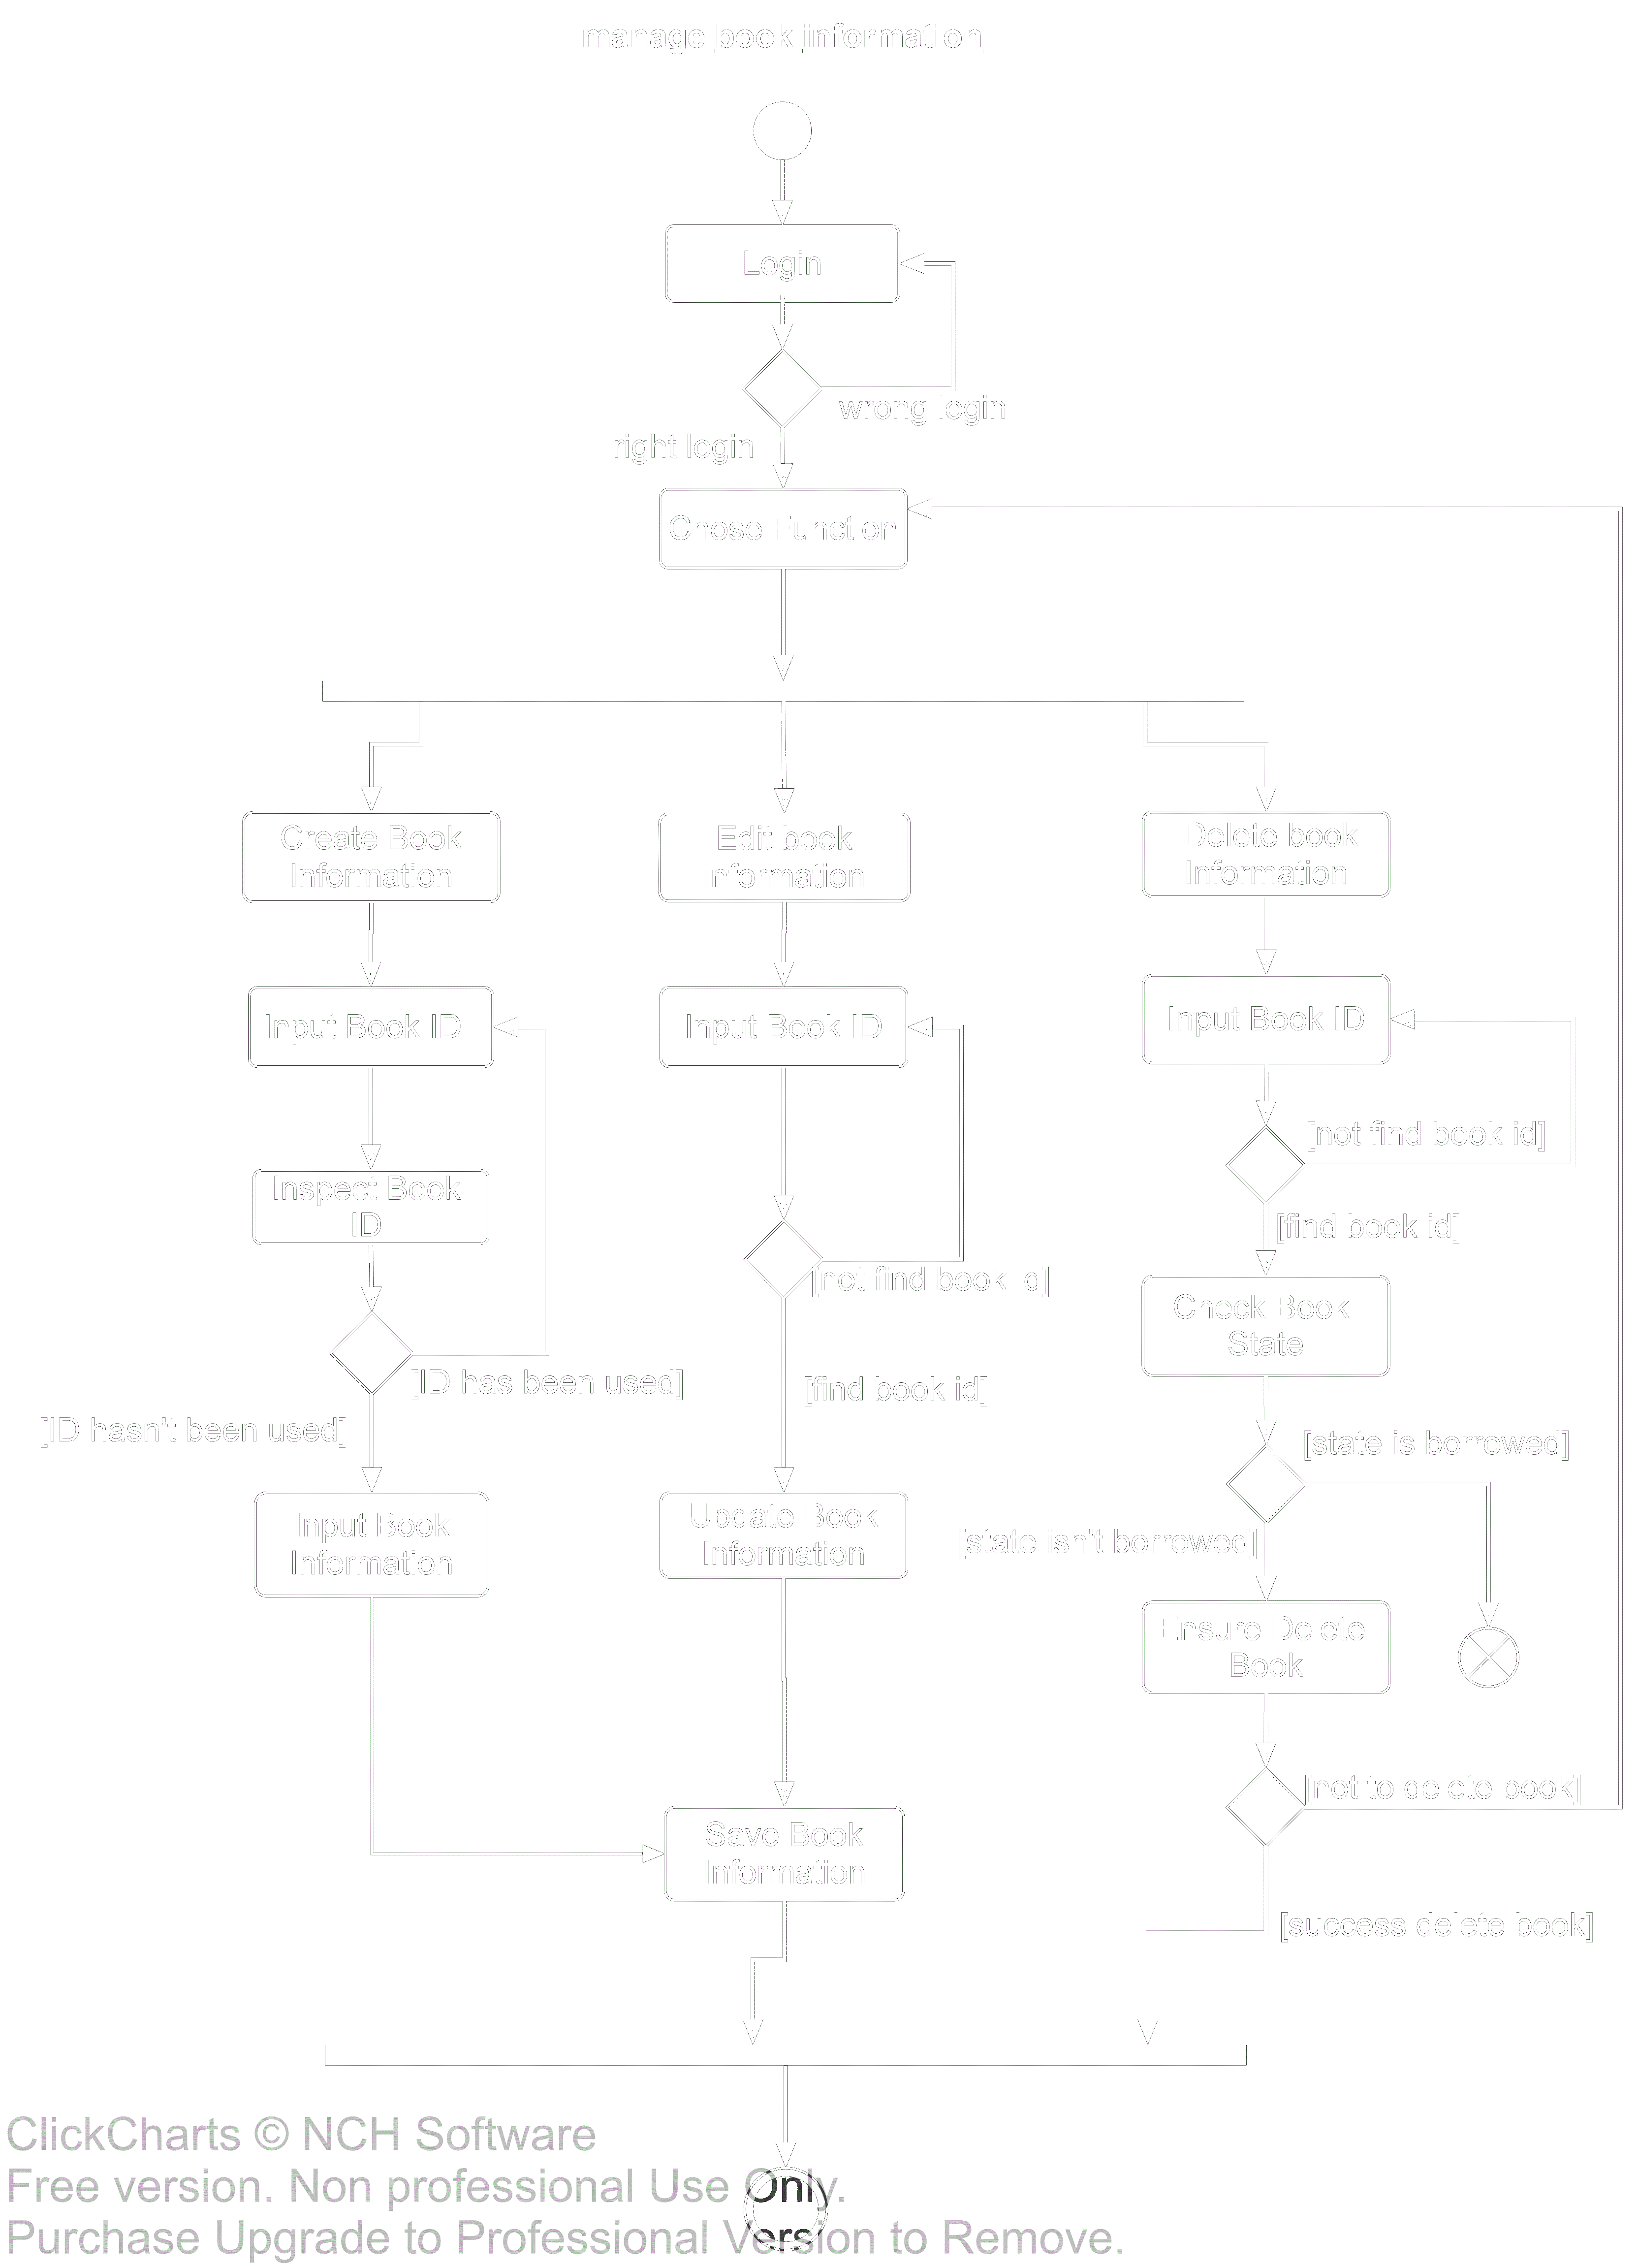 manage book information
Login
wrong login
right login
Chose Function
Create Book
Information
Edit book
information
Delete book
Information
Input Book ID
Input Book ID
Input Book ID
[not find book id]
Inspect Book
ID
[find book id]
[not find book id]
Check Book
State
[ID has been used]
[find book id]
[ID hasn't been used]
[state is borrowed]
Input Book
Information
Update Book
Information
[state isn't borrowed]
Ensure Delete
Book
[not to delete book]
Save Book
Information
[success delete book]
ClickCharts © NCH Software
Free version. Non professional Use Only.
Purchase Upgrade to Professional Version to Remove.